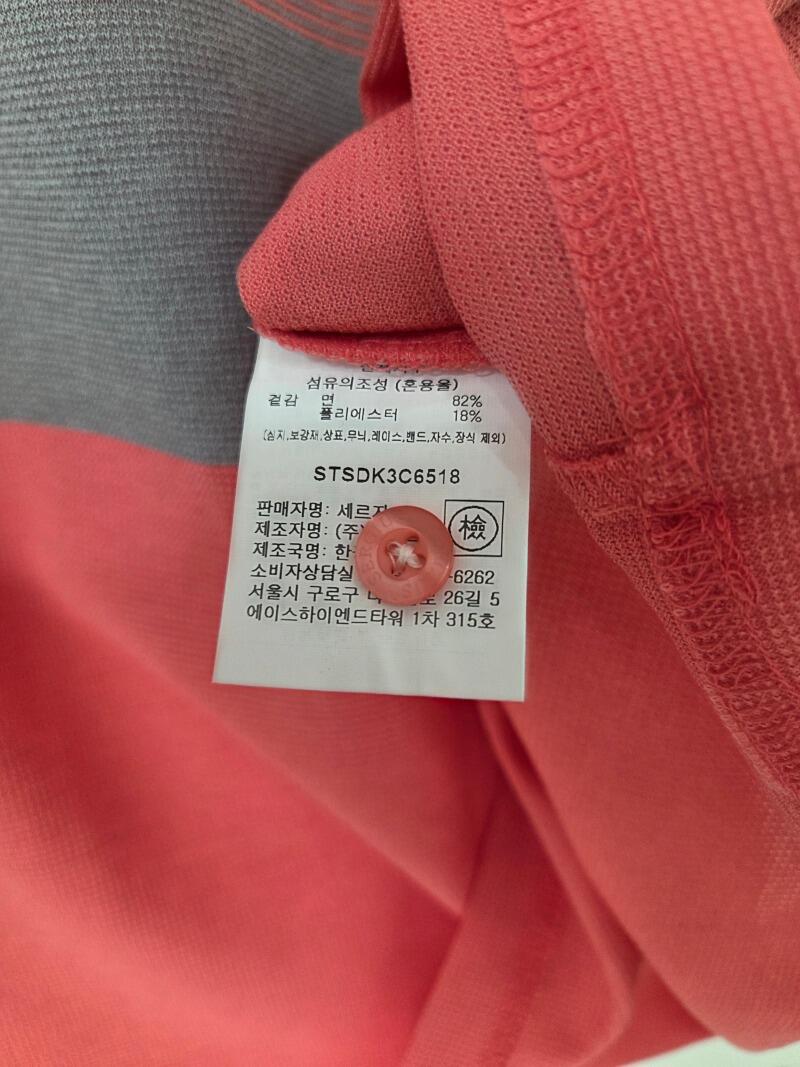 섬유의조성 (혼용율)
겉감 면 82%
폴리에스터 18%
(심지,보강재,상표,무늬,레이스,밴드,자수,장식 제외)
STSDK3C6518
판매자명: 세르지
제조자명: (주)
檢
제조국명: 한
소비자상담실 -6262
서울시 구로구 26길 5
에이스하이엔드타워 1차 315호